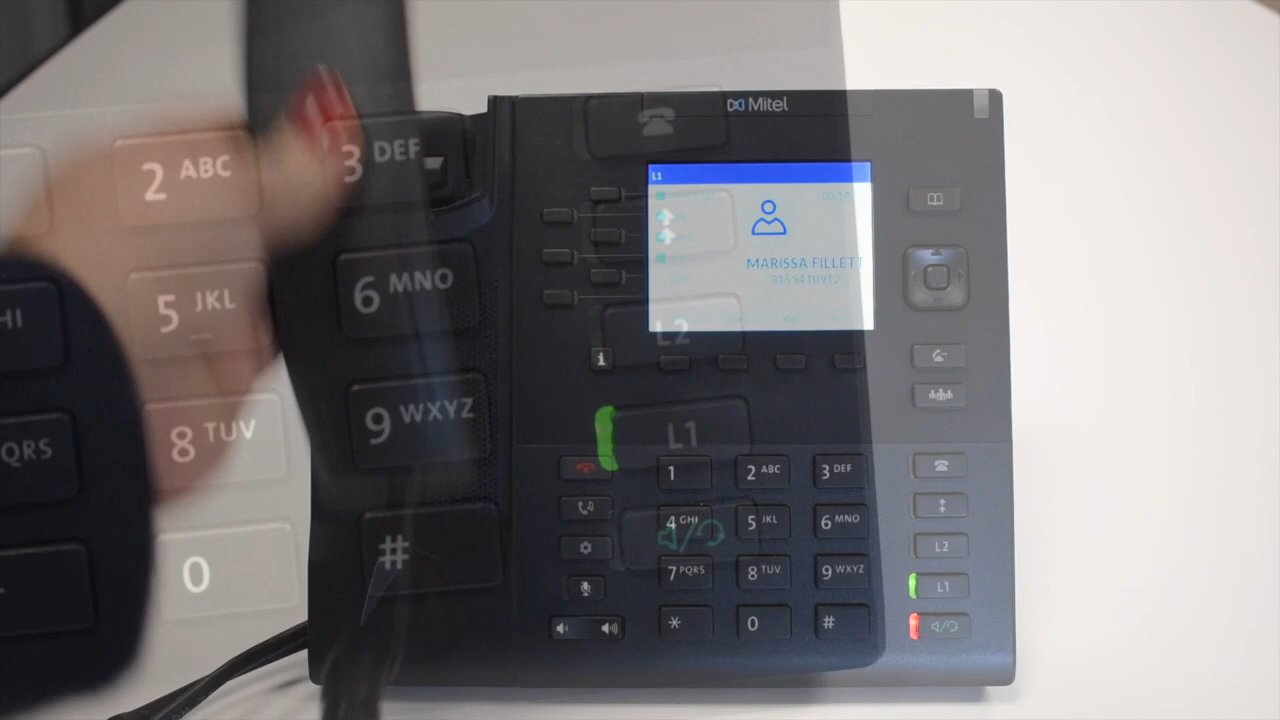 Mitel
L1
MARISSA FILLETT
3159410912
2 ABC
3 DEF
5 JKL
6 MNO
8 TUV
9 WXYZ
0
#
HI
QRS
L2
L1
i
1
2 ABC
3 DEF
4 GHI
5 JKL
6 MNO
7 PQRS
8 TUV
9 WXYZ
*
0
#
L2
L1